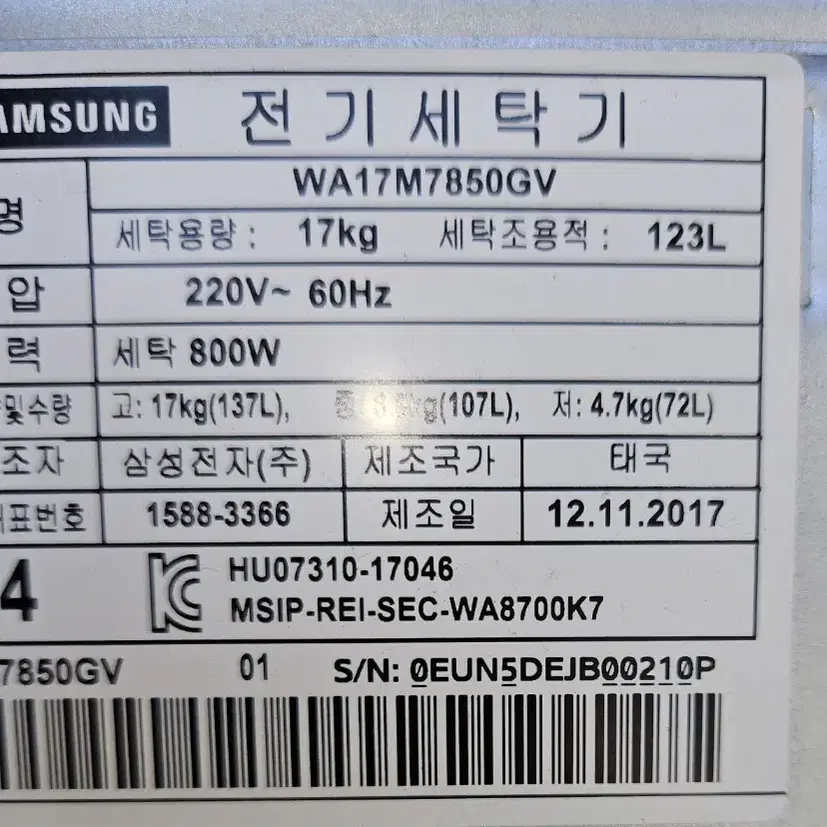 AMSUNG 전기세탁기
명 WA17M7850GV
세탁용량 : 17kg 세탁조용적 : 123L
압 220V~ 60Hz
력 세탁 800W
및수량 고: 17kg(137L), 중: kg(107L), 저: 4.7kg(72L)
조자 삼성전자(주) 제조국가 태국
표번호 1588-3366 제조일 12.11.2017
4 HU07310-17046
MSIP-REI-SEC-WA8700K7
7850GV 01 S/N: 0EUN5DEJB00210P